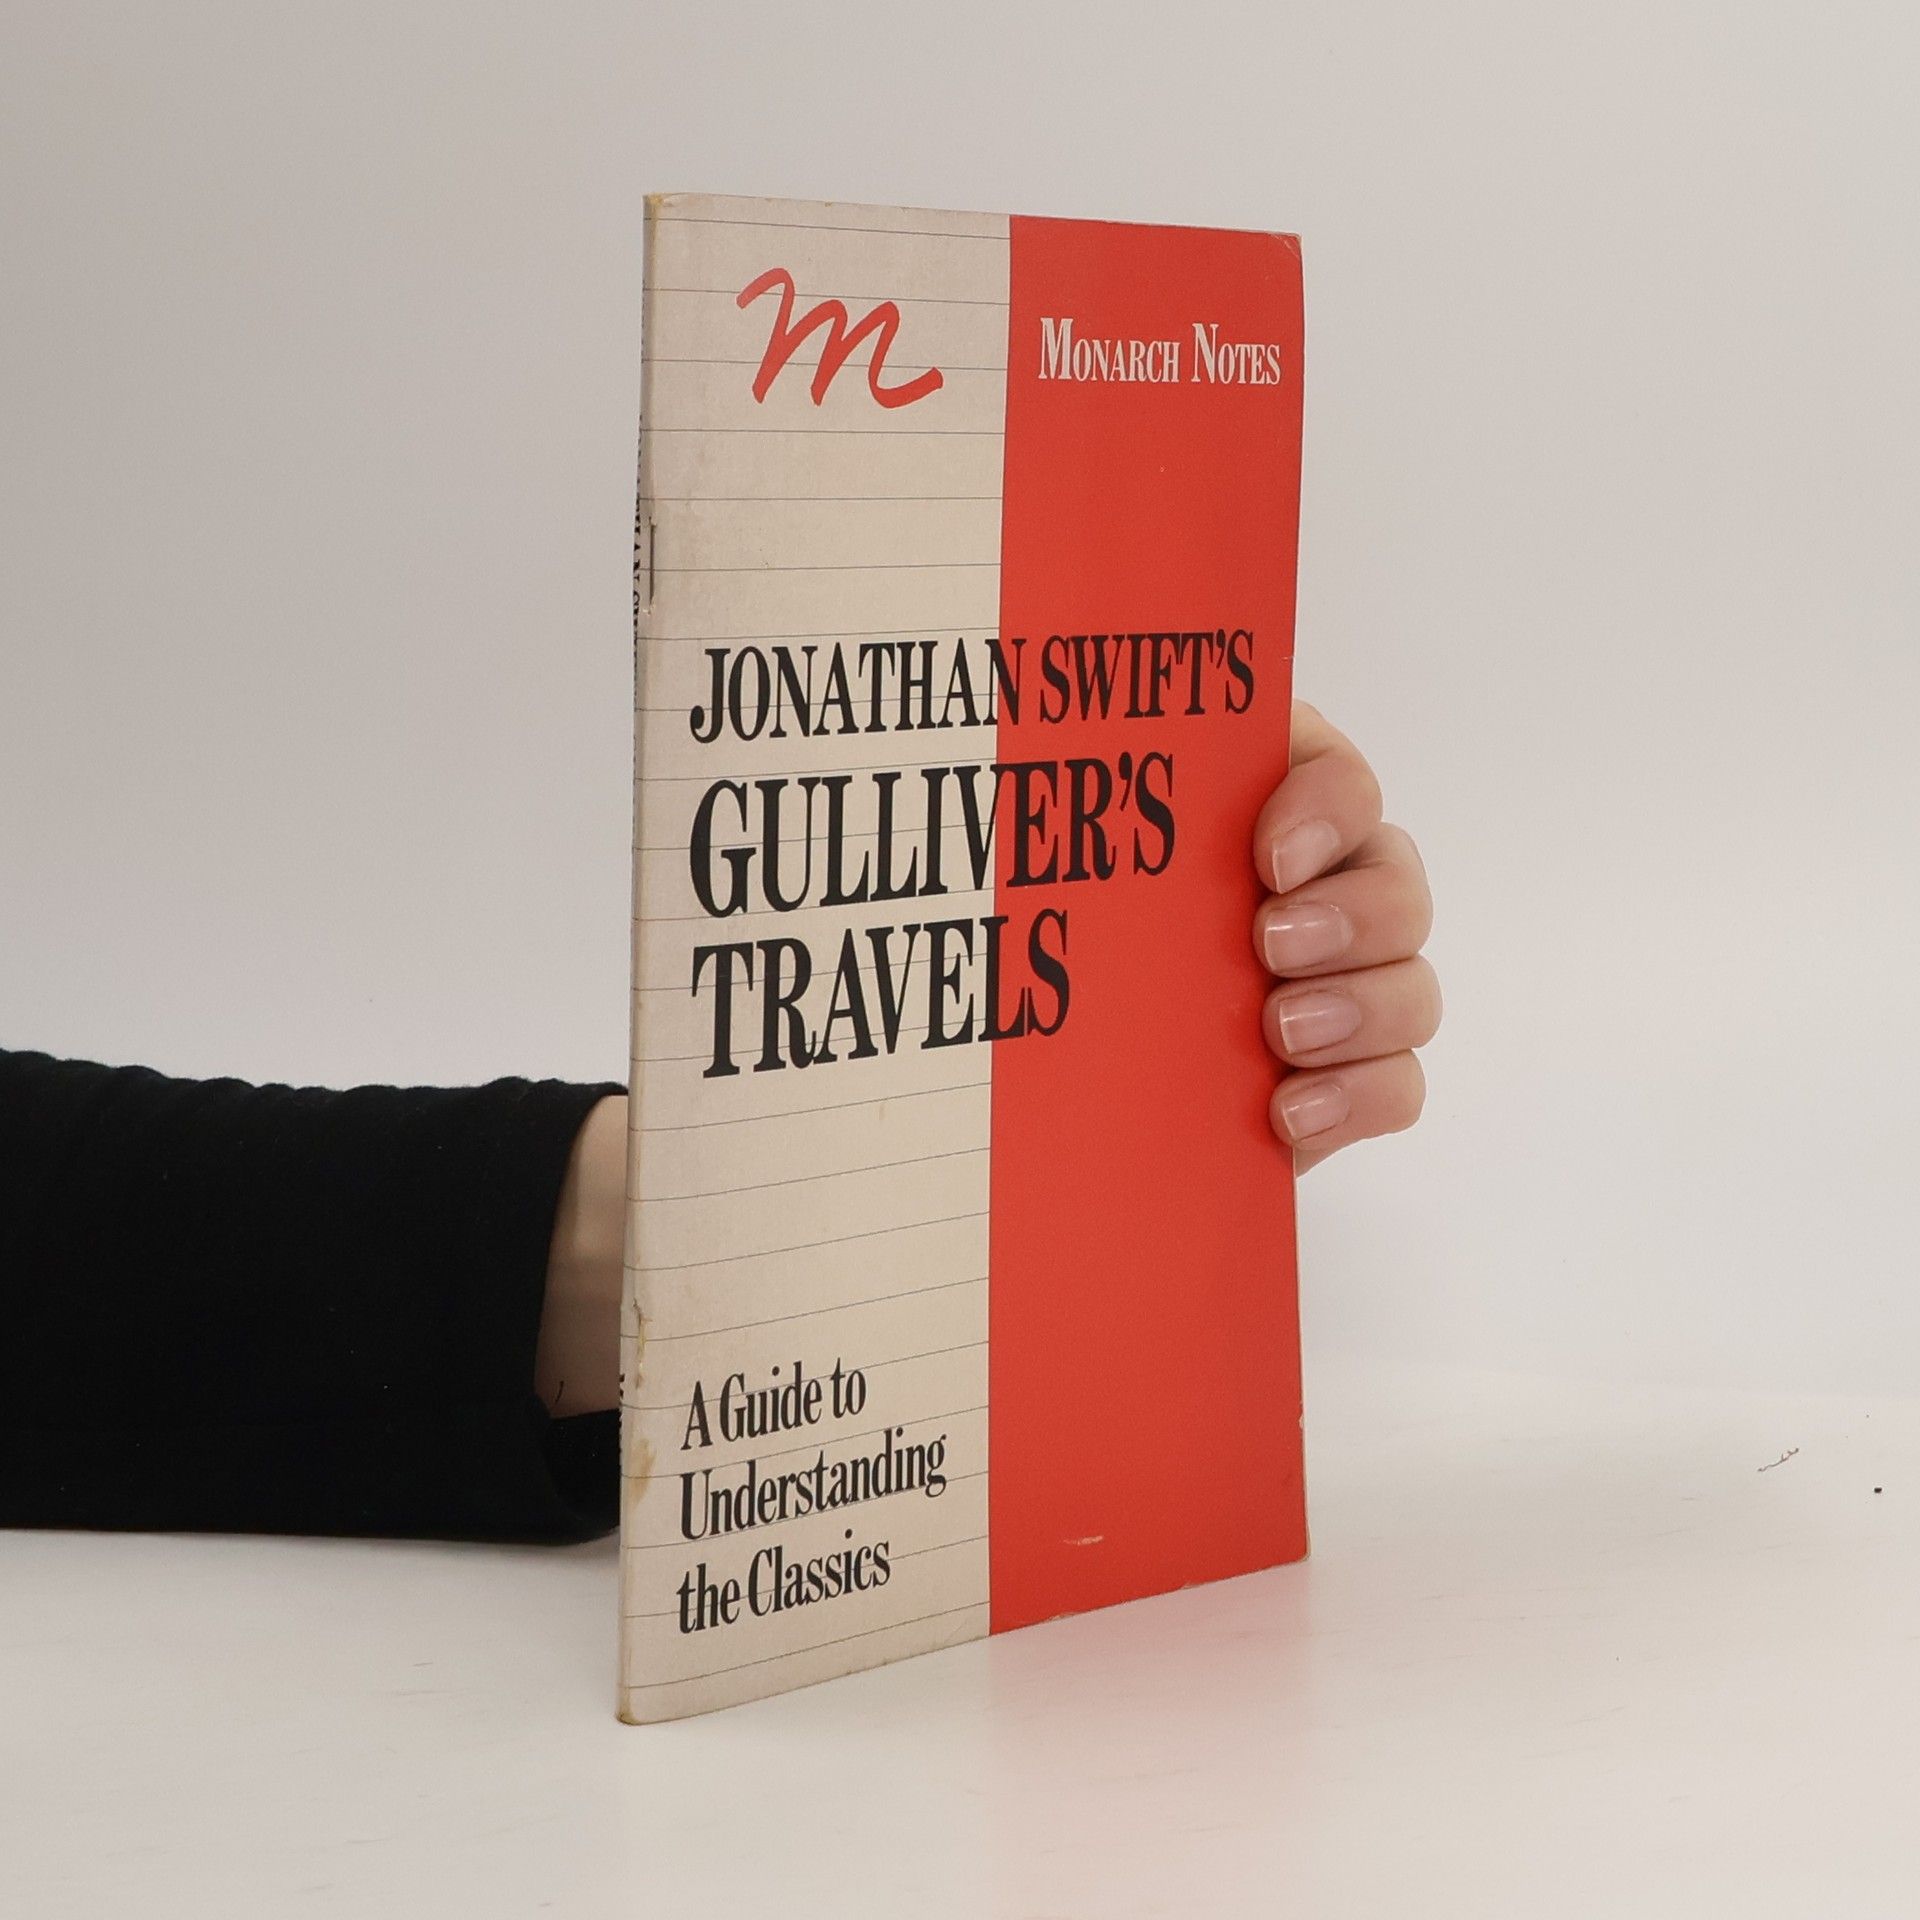 m
MONARCH NOTES
JONATHAN SWIFT'S
GULLIVER'S
TRAVELS
A Guide to
Understanding
the Classics